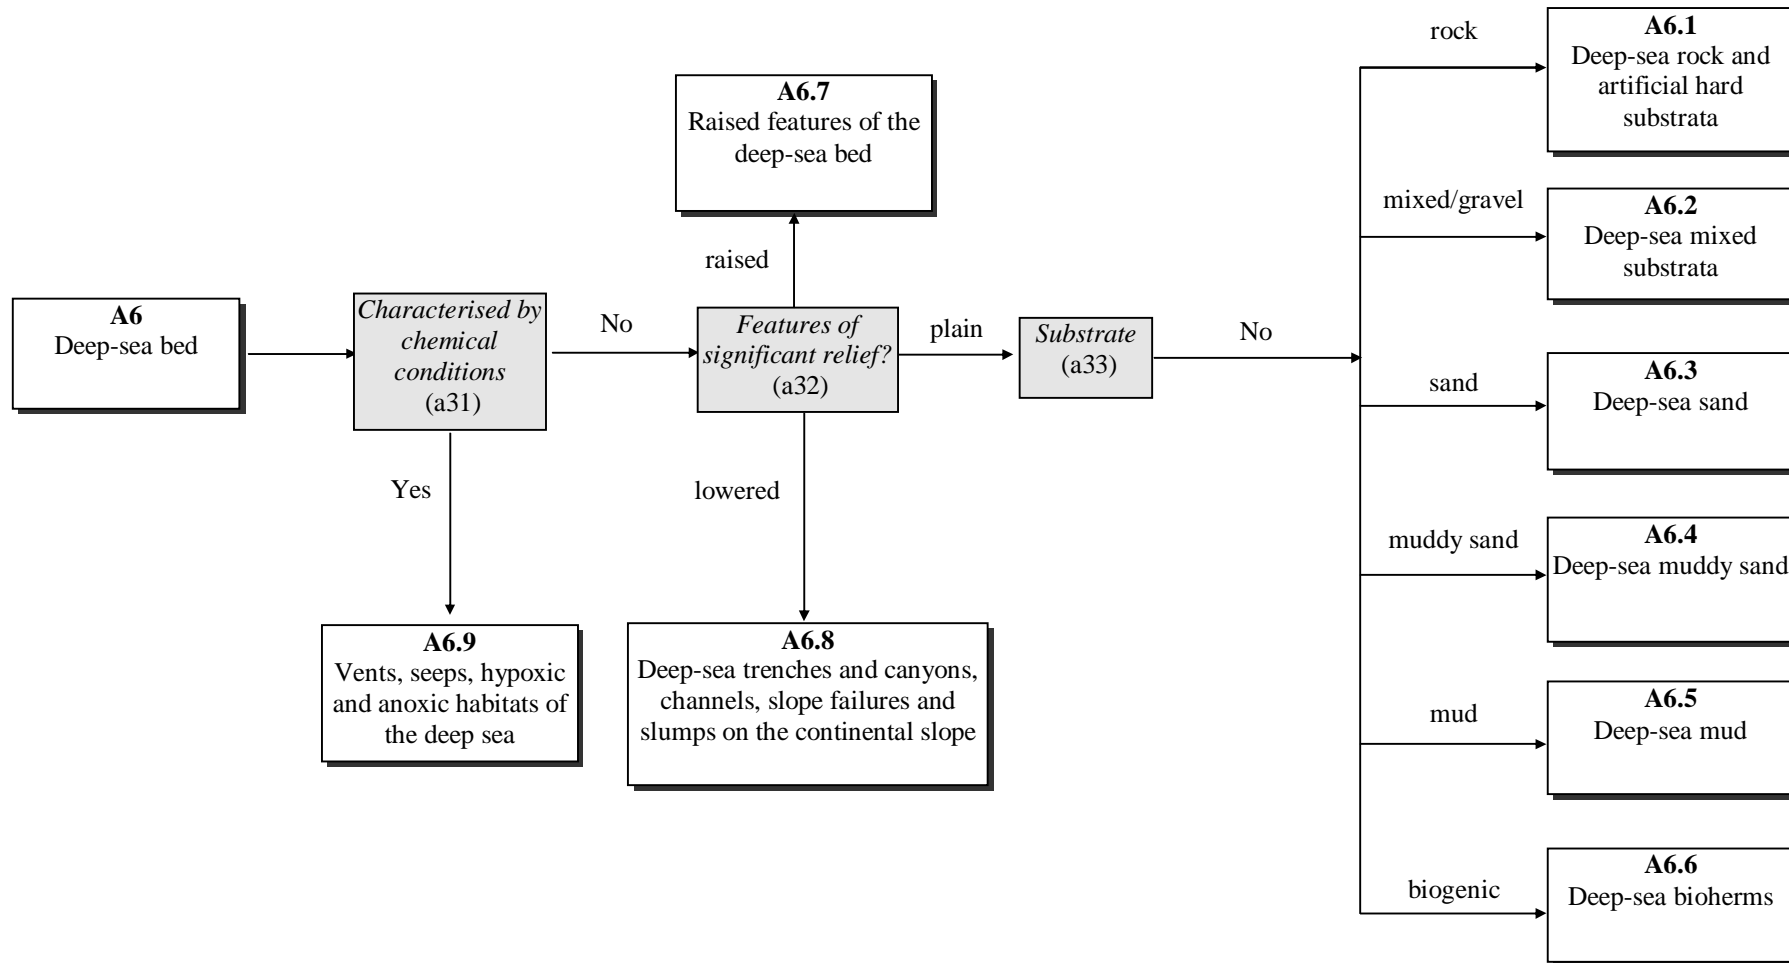 A6
Deep-sea bed
Characterised by
chemical
conditions
(a31)
Yes
A6.9
Vents, seeps, hypoxic
and anoxic habitats of
the deep sea
No
Features of
significant relief?
(a32)
raised
A6.7
Raised features of the
deep-sea bed
lowered
A6.8
Deep-sea trenches and canyons,
channels, slope failures and
slumps on the continental slope
plain
Substrate
(a33)
No
rock
A6.1
Deep-sea rock and
artificial hard
substrata
mixed/gravel
A6.2
Deep-sea mixed
substrata
sand
A6.3
Deep-sea sand
muddy sand
A6.4
Deep-sea muddy sand
mud
A6.5
Deep-sea mud
biogenic
A6.6
Deep-sea bioherms